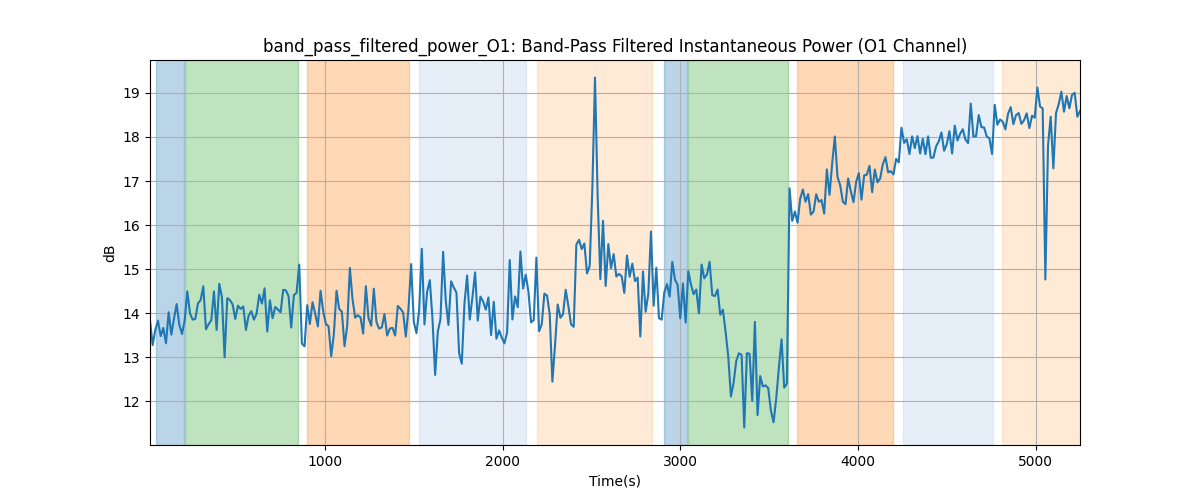 band_pass_filtered_power_O1: Band-Pass Filtered Instantaneous Power (O1 Channel)
19
18
17
16
15
14
13
12
dB
1000 2000 3000 4000 5000
Time(s)